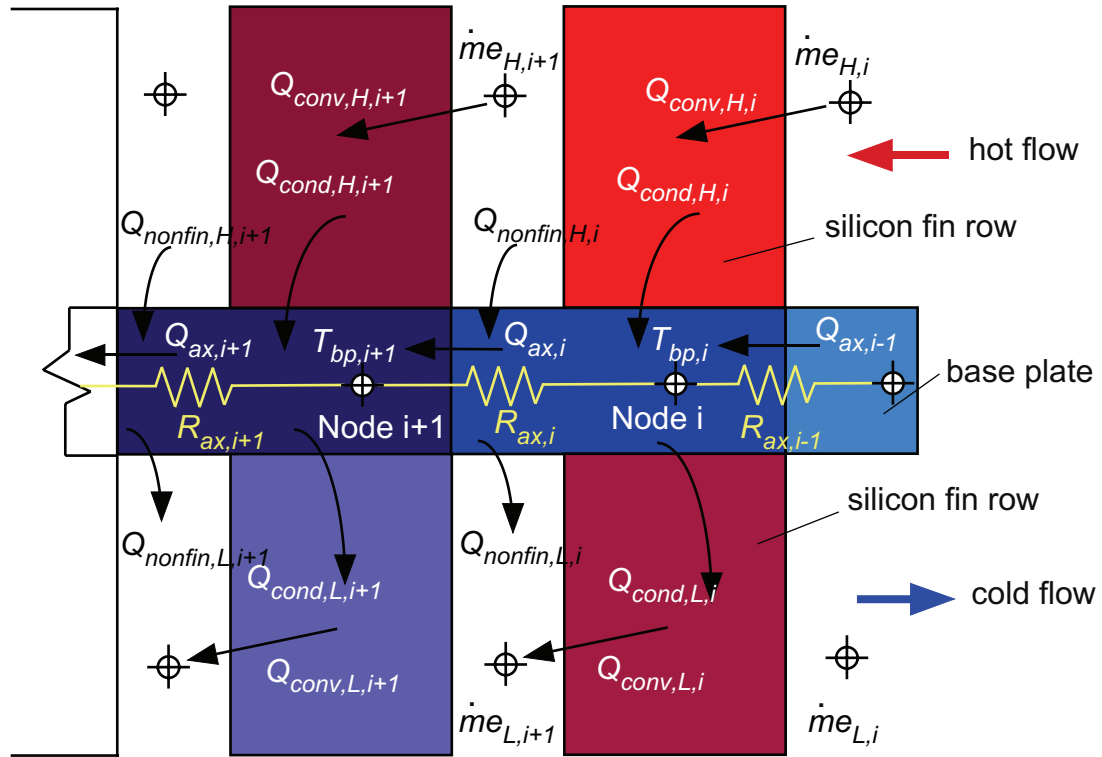 ṁe_H,i+1
ṁe_H,i
Q_conv,H,i+1
Q_conv,H,i
hot flow
Q_cond,H,i+1
Q_cond,H,i
Q_nonfin,H,i+1
Q_nonfin,H,i
silicon fin row
Q_ax,i+1
T_bp,i+1
Q_ax,i
T_bp,i
Q_ax,i-1
base plate
R_ax,i+1
Node i+1
R_ax,i
Node i
R_ax,i-1
silicon fin row
Q_nonfin,L,i+1
Q_nonfin,L,i
Q_cond,L,i+1
Q_cond,L,i
cold flow
Q_conv,L,i+1
Q_conv,L,i
ṁe_L,i+1
ṁe_L,i